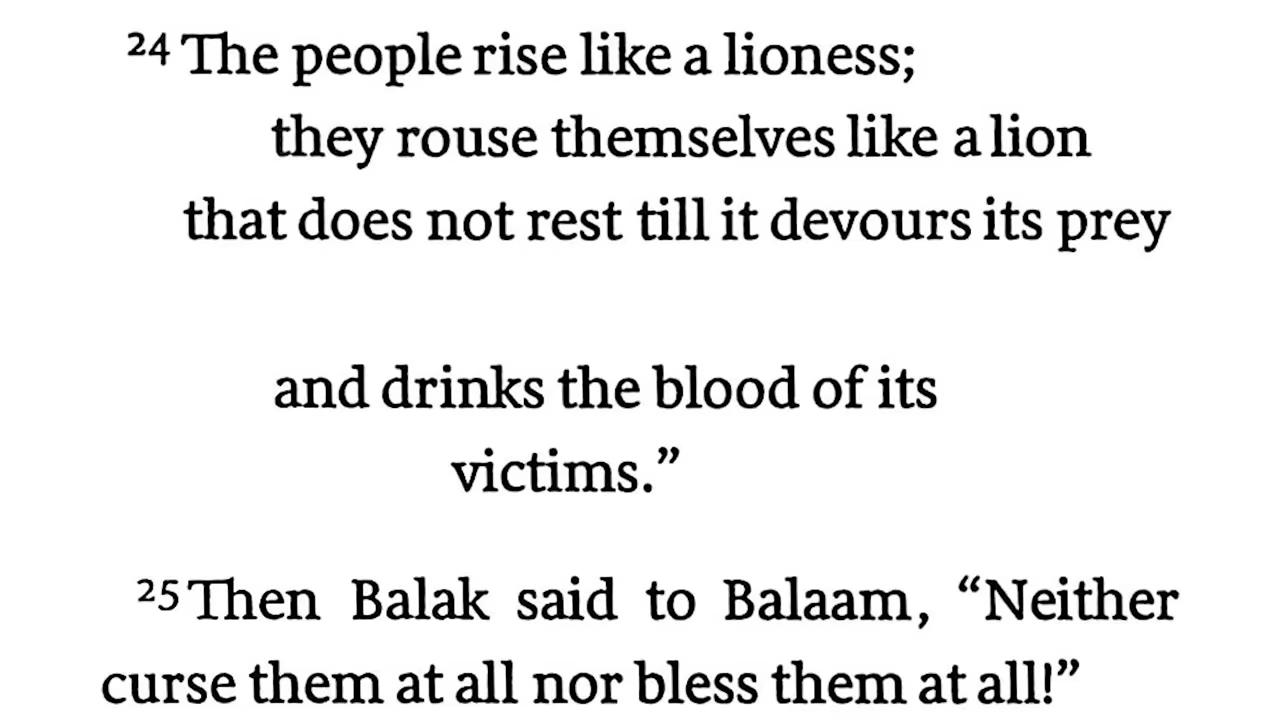 24 The people rise like a lioness;
they rouse themselves like a lion
that does not rest till it devours its prey
and drinks the blood of its
victims.”
25 Then Balak said to Balaam, “Neither
curse them at all nor bless them at all!”